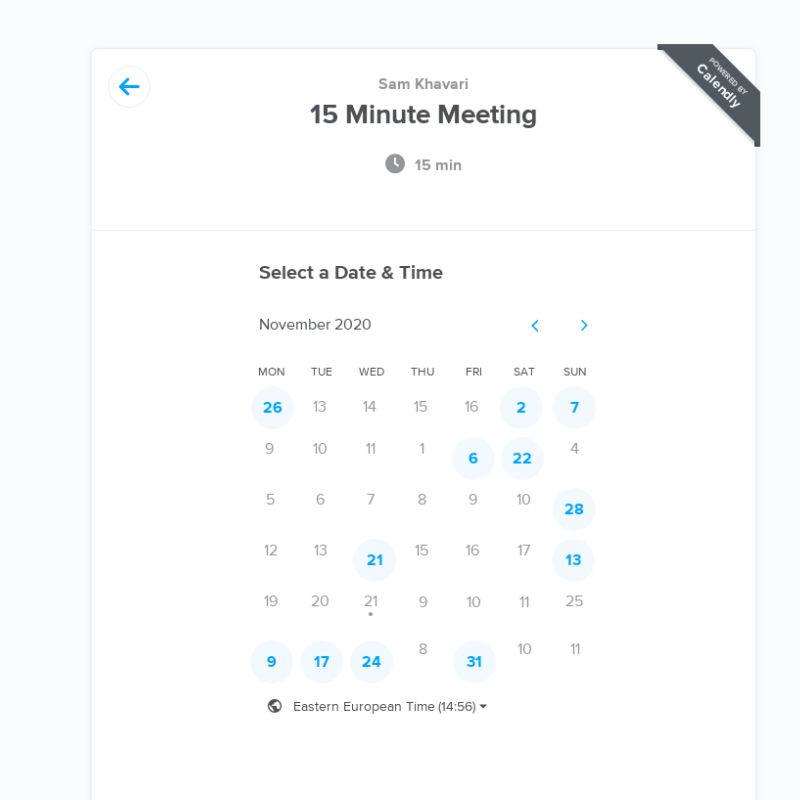 Sam Khavari
15 Minute Meeting
POWERED BY
Calendly
15 min
Select a Date & Time
November 2020
MON TUE WED THU FRI SAT SUN
26 13 14 15 16 2 7
9 10 11 1 6 22 4
5 6 7 8 9 10 28
12 13 21 15 16 17 13
19 20 21 9 10 11 25
9 17 24 8 31 10 11
Eastern European Time (14:56)